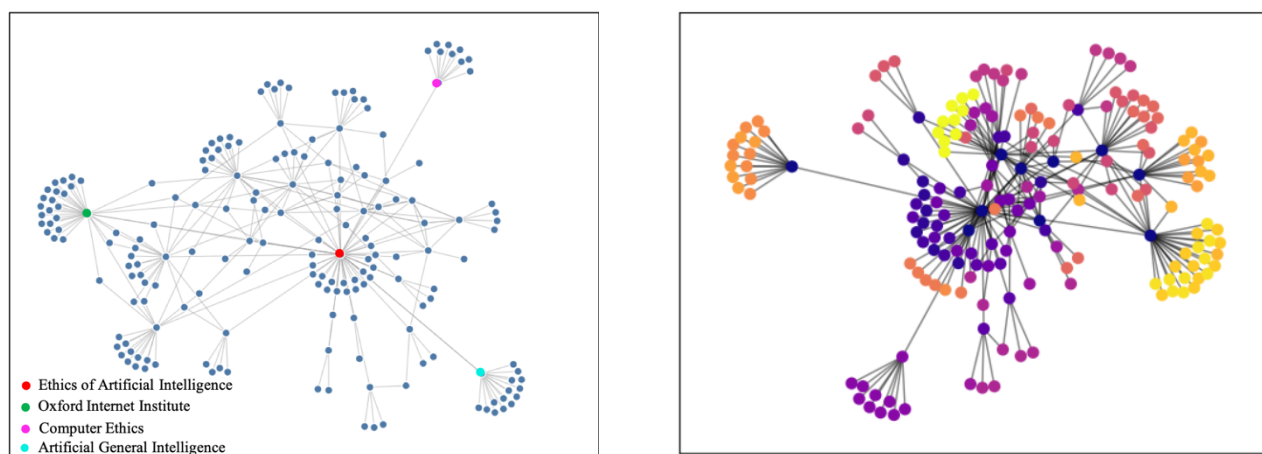 Ethics of Artificial Intelligence
Oxford Internet Institute
Computer Ethics
Artificial General Intelligence